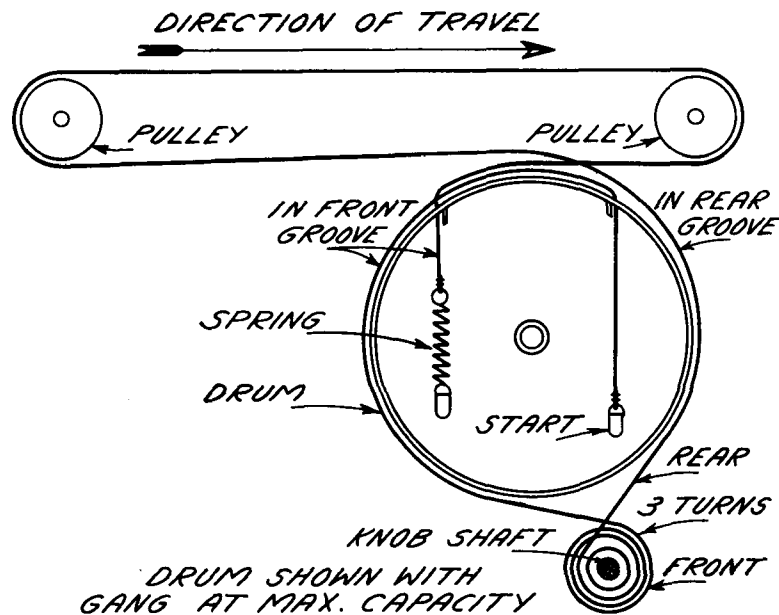 DIRECTION OF TRAVEL
PULLEY
PULLEY
IN FRONT
GROOVE
IN REAR
GROOVE
SPRING
DRUM
START
REAR
3 TURNS
KNOB SHAFT
FRONT
DRUM SHOWN WITH
GANG AT MAX. CAPACITY